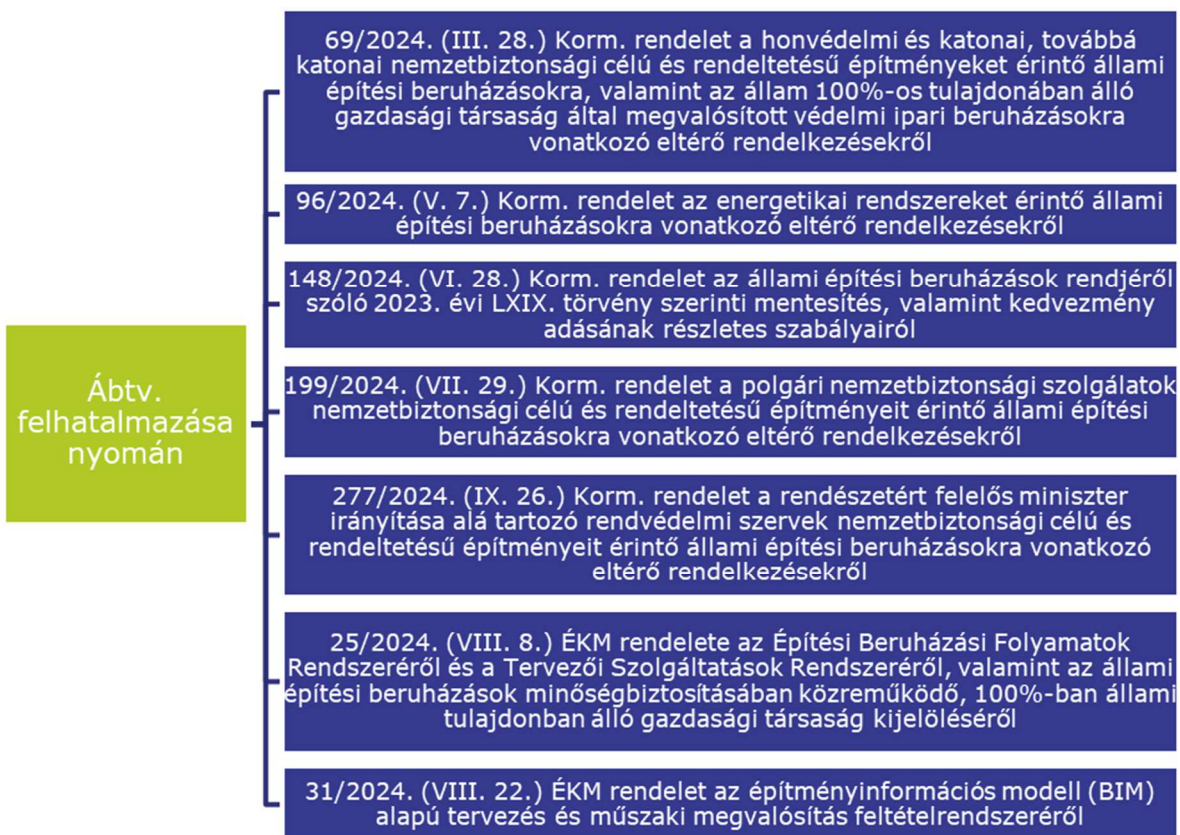 Ábtv.
felhatalmazása
nyomán
69/2024. (III. 28.) Korm. rendelet a honvédelmi és katonai, továbbá
katonai nemzetbiztonsági célú és rendeltetésű építményeket érintő állami
építési beruházásokra, valamint az állam 100%-os tulajdonában álló
gazdasági társaság által megvalósított védelmi ipari beruházásokra
vonatkozó eltérő rendelkezésekről
96/2024. (V. 7.) Korm. rendelet az energetikai rendszereket érintő állami
építési beruházásokra vonatkozó eltérő rendelkezésekről
148/2024. (VI. 28.) Korm. rendelet az állami építési beruházások rendjéről
szóló 2023. évi LXIX. törvény szerinti mentesítés, valamint kedvezmény
adásának részletes szabályairól
199/2024. (VII. 29.) Korm. rendelet a polgári nemzetbiztonsági szolgálatok
nemzetbiztonsági célú és rendeltetésű építményeit érintő állami építési
beruházásokra vonatkozó eltérő rendelkezésekről
277/2024. (IX. 26.) Korm. rendelet a rendészetért felelős miniszter
irányítása alá tartozó rendvédelmi szervek nemzetbiztonsági célú és
rendeltetésű építményeit érintő állami építési beruházásokra vonatkozó
eltérő rendelkezésekről
25/2024. (VIII. 8.) ÉKM rendelete az Építési Beruházási Folyamatok
Rendszeréről és a Tervezői Szolgáltatások Rendszeréről, valamint az állami
építési beruházások minőségbiztosításában közreműködő, 100%-ban állami
tulajdonban álló gazdasági társaság kijelöléséről
31/2024. (VIII. 22.) ÉKM rendelet az építményinformációs modell (BIM)
alapú tervezés és műszaki megvalósítás feltételrendszeréről